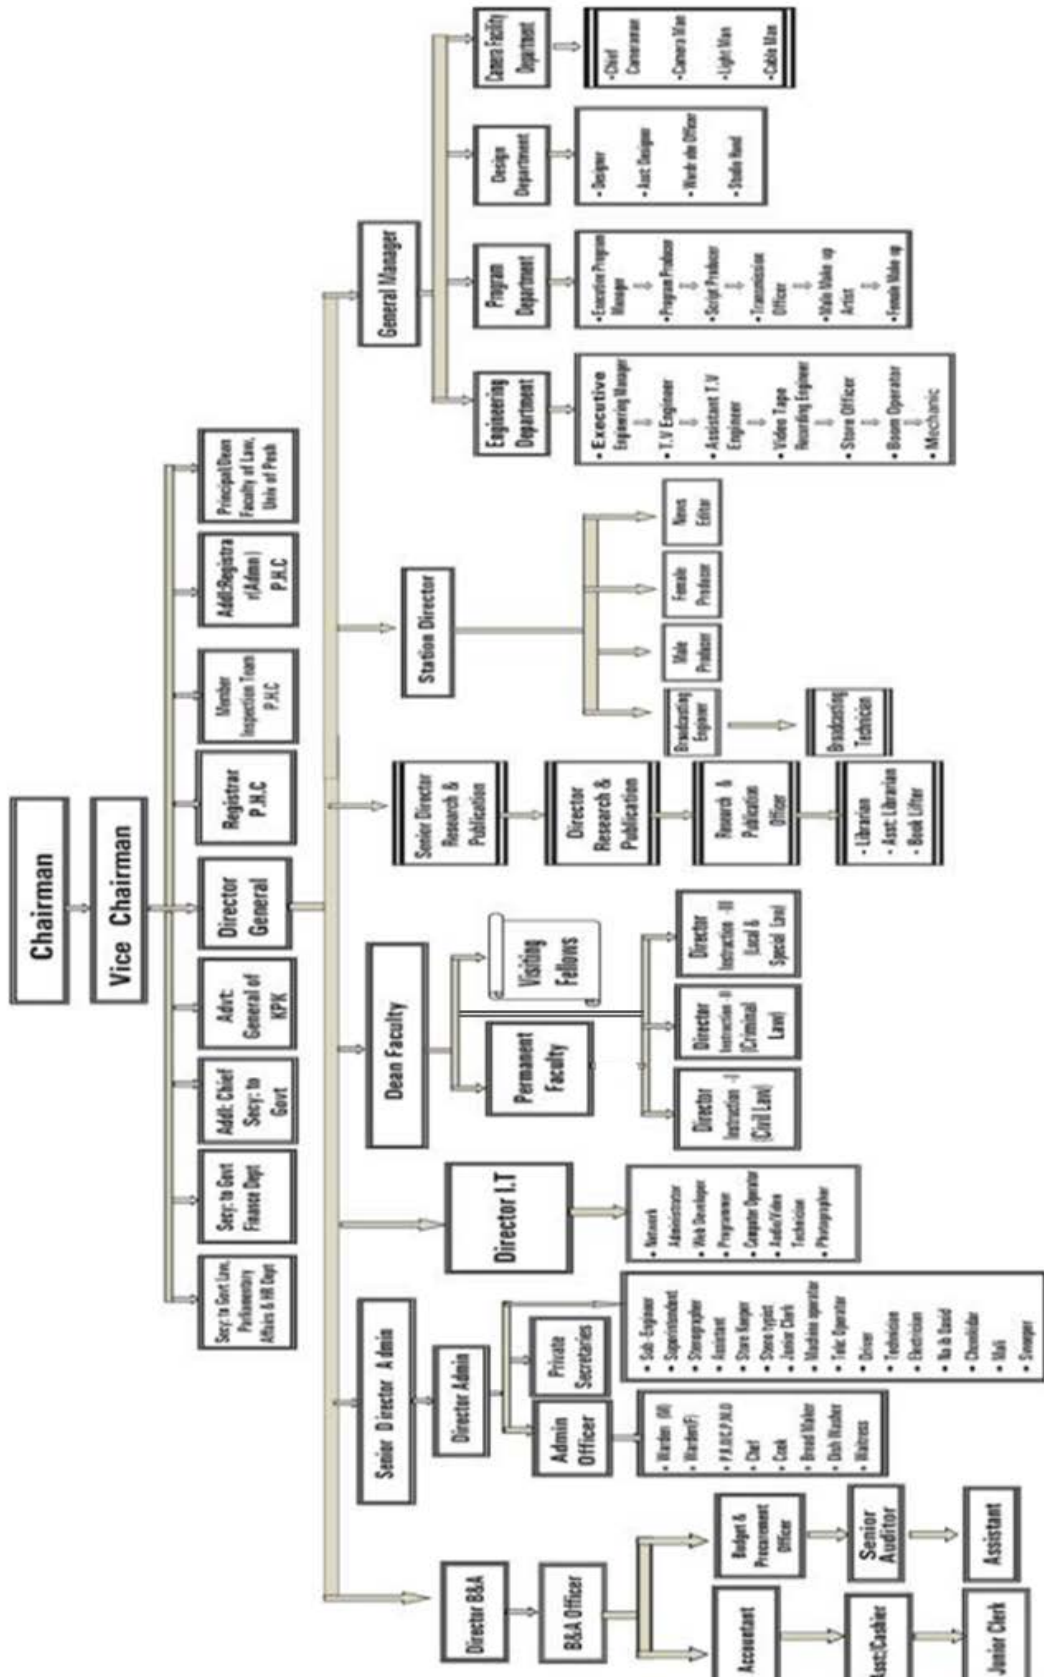 Chairman
Vice Chairman
Secy: to Govt Law,
Parliamentary
Affairs & HR Dept
Secy: to Govt
Finance Dept
Addl: Chief
Secy: to
Govt
Advt:
General of
KPK
Director
General
Registrar
P.H.C
Member
Inspection Team
P.H.C
Addl:Registra
r(Admn)
P.H.C
Principal/Dean
Faculty of Law,
Univ of Pesh
Director B&A
B&A Officer
Accountant
Asst:/Cashier
Junior Clerk
Budget &
Procurement
Officer
Senior
Auditor
Assistant
Senior Director Admin
Director Admin
Admin
Officer
• Warden (M)
• Warden(F)
• Chef
• Cook
• Bread Maker
• Dish Washer
• Waitress
Private
Secretaries
• Sub-Engineer
• Superintendent
• Stenographer
• Assistant
• Store Keeper
• Steno typist
• Junior Clerk
• Machine operator
• Tele: Operator
• Driver
• Technician
• Electrician
• Chowkidar
• Mali
• Sweeper
Director I.T
• Network
Administrator
• Web Developer
• Programmer
• Computer Operator
• Audio/Video
Technician
• Photographer
Dean Faculty
Permanent
Faculty
Visiting
Fellows
Director
Instruction -I
(Civil Law)
Director
Instruction -II
(Criminal
Law)
Director
Instruction -III
(Local &
Special Law)
Senior Director
Research &
Publication
Director
Research &
Publication
Research &
Publication
Officer
• Librarian
• Asst: Librarian
• Book Lifter
Station Director
Broadcasting
Engineer
Broadcasting
Technician
Male
Producer
Female
Producer
News
Editor
General Manager
Engineering
Department
• Executive
Engineering Manager
• T.V Engineer
• Assistant T.V
Engineer
• Video Tape
Recording Engineer
• Store Officer
• Boom Operator
• Mechanic
Program
Department
• Executive Program
Manager
• Program Producer
• Script Producer
• Transmission
Officer
• Male Make up
Artist
• Female Make up
Design
Department
• Designer
• Asst Designer
• Wardrobe Officer
• Studio Hand
Camera Facility
Department
• Chief
Cameraman
• Camera Man
• Light Man
• Cable Man